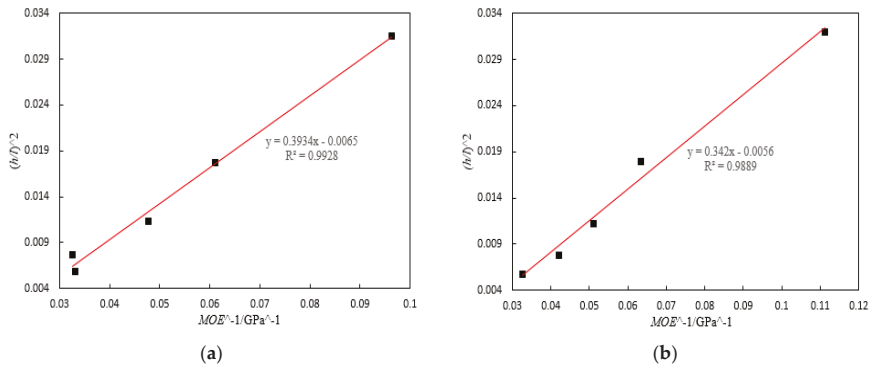 0.034
0.029
0.024
0.019
0.014
0.009
0.004
(h/l)^2
y = 0.3934x - 0.0065
R² = 0.9928
0.03 0.04 0.05 0.06 0.07 0.08 0.09 0.1
MOE^-1/GPa^-1
(a)
0.034
0.029
0.024
0.019
0.014
0.009
0.004
(h/l)^2
y = 0.342x - 0.0056
R² = 0.9889
0.03 0.04 0.05 0.06 0.07 0.08 0.09 0.1 0.11 0.12
MOE^-1/GPa^-1
(b)